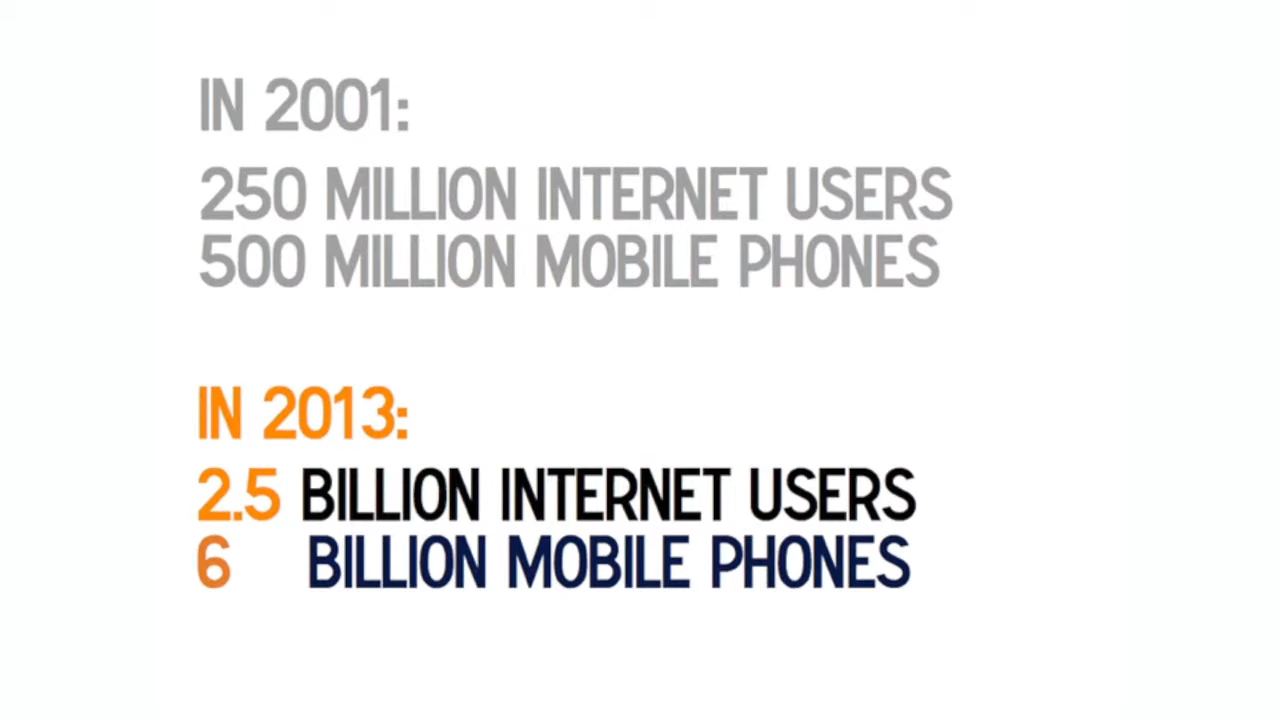 IN 2001:
250 MILLION INTERNET USERS
500 MILLION MOBILE PHONES
IN 2013:
2.5 BILLION INTERNET USERS
6 BILLION MOBILE PHONES